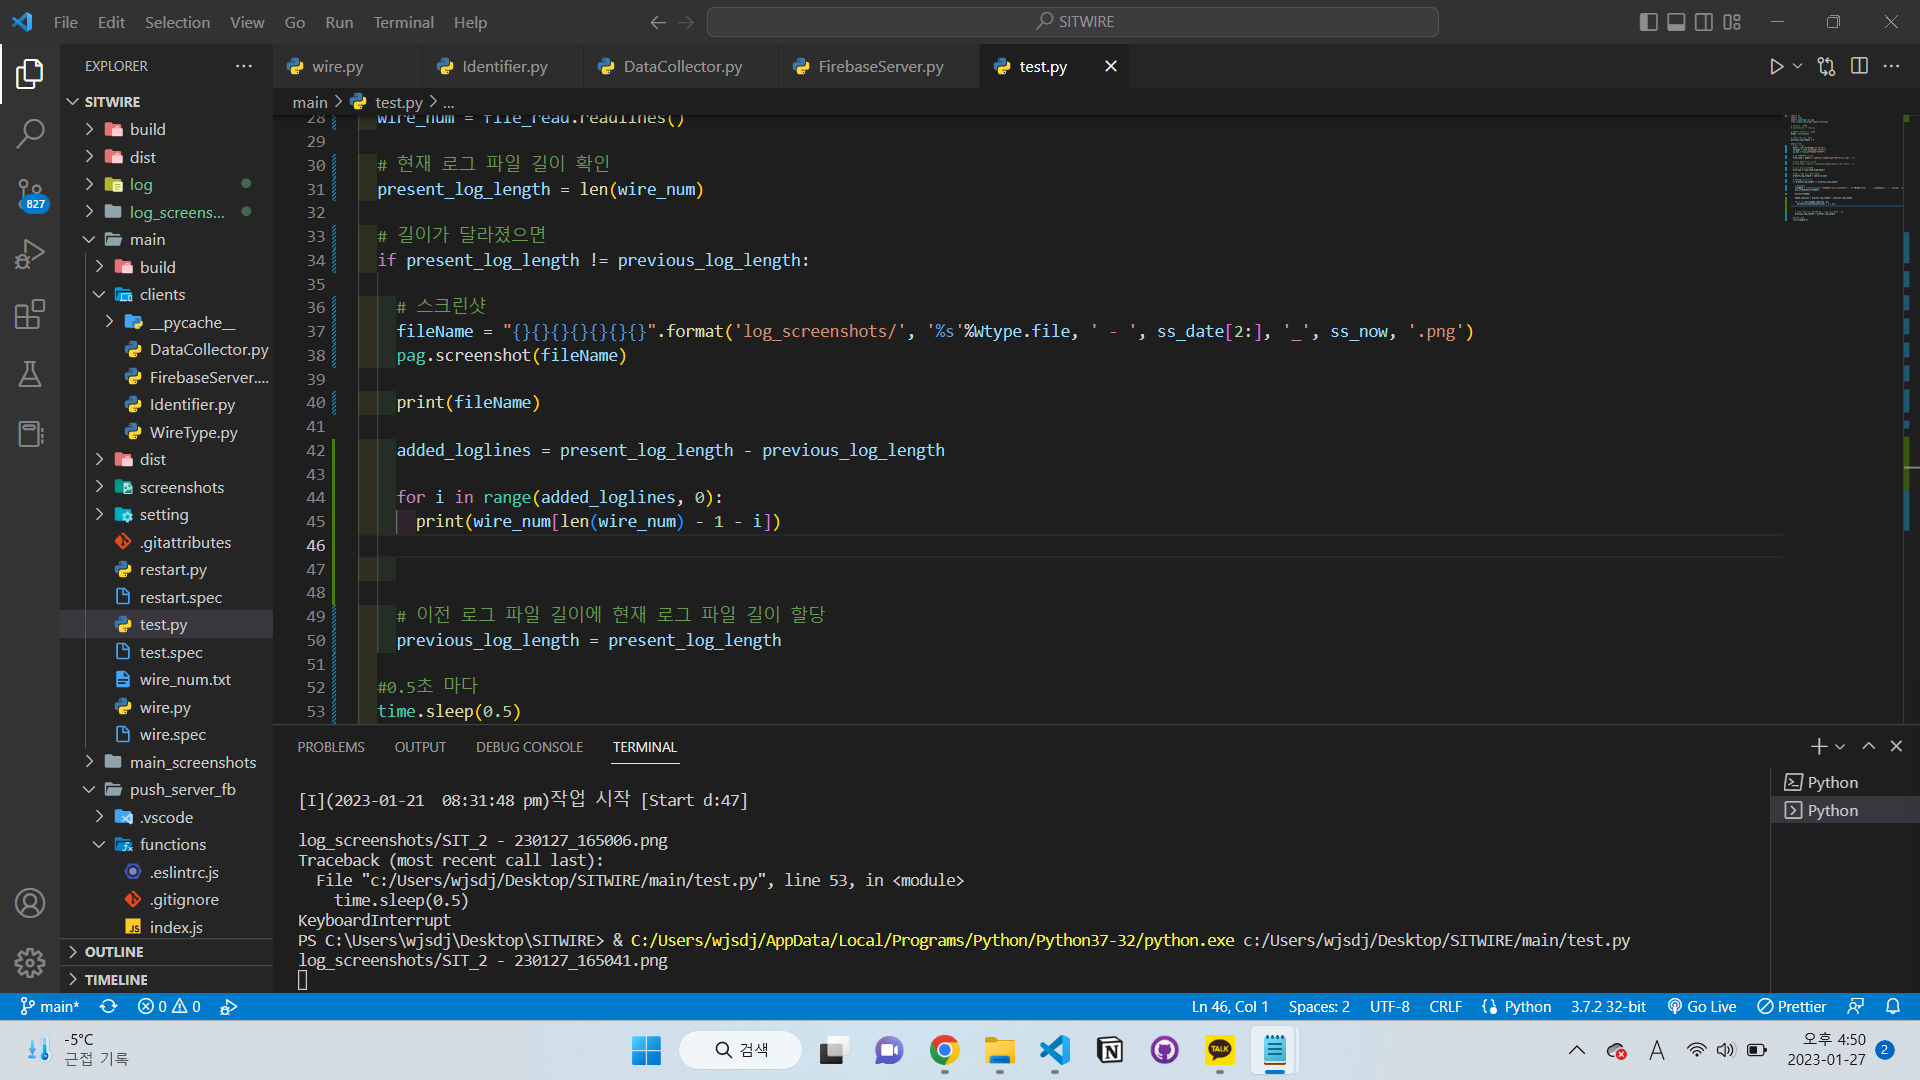 File Edit Selection View Go Run Terminal Help
SITWIRE
EXPLORER
wire.py
Identifier.py
DataCollector.py
FirebaseServer.py
test.py
main > test.py > ...
SITWIRE
build
dist
log
log_screens...
main
build
clients
__pycache__
DataCollector.py
FirebaseServer....
Identifier.py
WireType.py
dist
screenshots
setting
.gitattributes
restart.py
restart.spec
test.py
test.spec
wire_num.txt
wire.py
wire.spec
main_screenshots
push_server_fb
.vscode
functions
.eslintrc.js
.gitignore
index.js
OUTLINE
TIMELINE
827
28 wire_num = file_read.readlines()
29
30 # 현재 로그 파일 길이 확인
31 present_log_length = len(wire_num)
32
33 # 길이가 달라졌으면
34 if present_log_length != previous_log_length:
35
36 # 스크린샷
37 fileName = "{}{}{}{}{}{}{}".format('log_screenshots/', '%s'%Wtype.file, ' - ', ss_date[2:], '_', ss_now, '.png')
38 pag.screenshot(fileName)
39
40 print(fileName)
41
42 added_loglines = present_log_length - previous_log_length
43
44 for i in range(added_loglines, 0):
45 print(wire_num[len(wire_num) - 1 - i])
46
47
48
49 # 이전 로그 파일 길이에 현재 로그 파일 길이 할당
50 previous_log_length = present_log_length
51
52 #0.5초 마다
53 time.sleep(0.5)
PROBLEMS OUTPUT DEBUG CONSOLE TERMINAL
[I](2023-01-21  08:31:48 pm)작업 시작 [Start d:47]
log_screenshots/SIT_2 - 230127_165006.png
Traceback (most recent call last):
File "c:/Users/wjsdj/Desktop/SITWIRE/main/test.py", line 53, in <module>
time.sleep(0.5)
KeyboardInterrupt
PS C:\Users\wjsdj\Desktop\SITWIRE> & C:/Users/wjsdj/AppData/Local/Programs/Python/Python37-32/python.exe c:/Users/wjsdj/Desktop/SITWIRE/main/test.py
log_screenshots/SIT_2 - 230127_165041.png
Python
Python
main* 0 0
Ln 46, Col 1 Spaces: 2 UTF-8 CRLF Python 3.7.2 32-bit Go Live Prettier
-5°C
근접 기록
검색
TALK
A
오후 4:50
2023-01-27
2